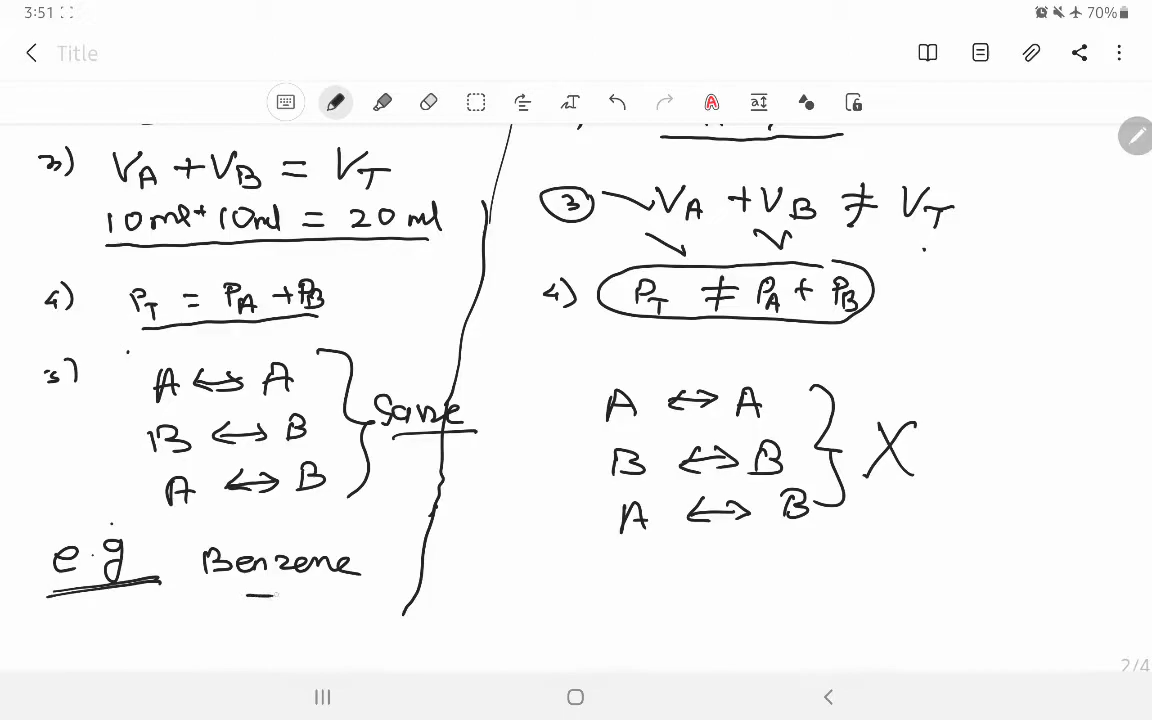 3:51
70%
Title
3) VA + VB = VT
10ml + 10ml = 20 ml
4) PT = PA + PB
5) A ↔ A
B ↔ B
A ↔ B
Same
e.g Benzene
3 VA + VB ≠ VT
4) PT ≠ PA + PB
A ↔ A
B ↔ B
A ↔ B
X
2/4